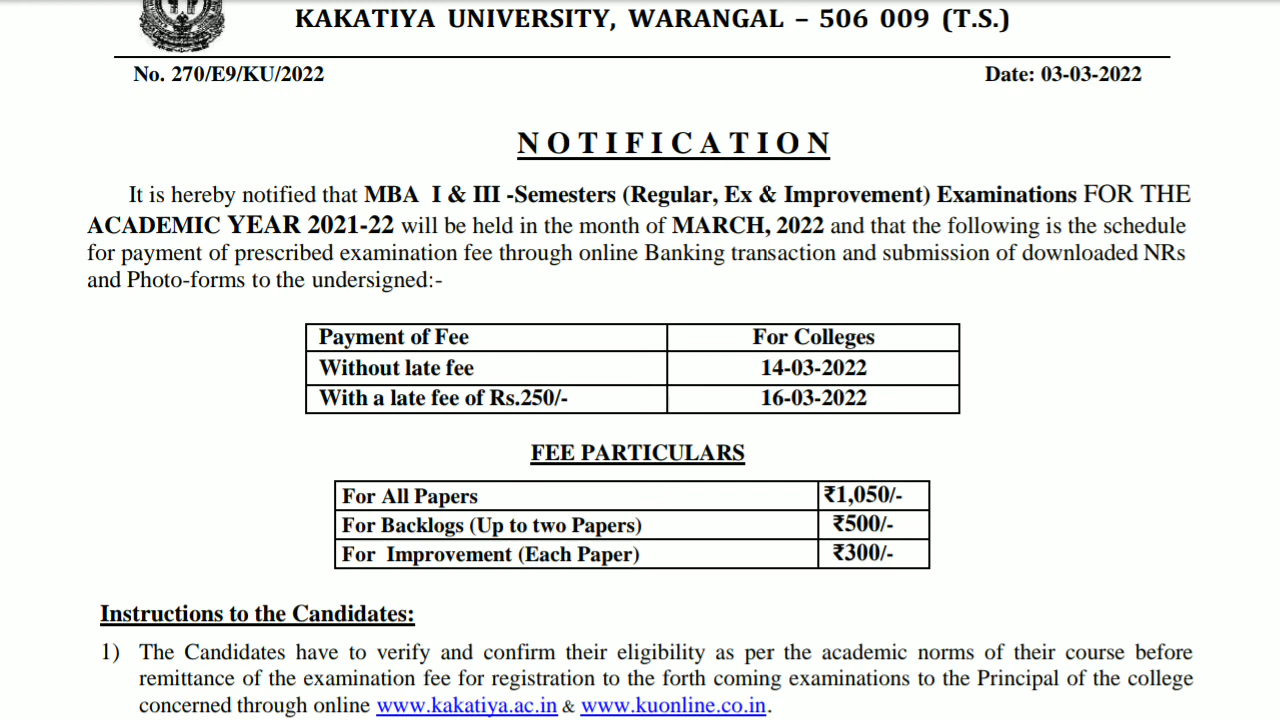 KAKATIYA UNIVERSITY, WARANGAL – 506 009 (T.S.)
No. 270/E9/KU/2022 Date: 03-03-2022
NOTIFICATION
It is hereby notified that MBA I & III -Semesters (Regular, Ex & Improvement) Examinations FOR THE
ACADEMIC YEAR 2021-22 will be held in the month of MARCH, 2022 and that the following is the schedule
for payment of prescribed examination fee through online Banking transaction and submission of downloaded NRs
and Photo-forms to the undersigned:-
Payment of Fee For Colleges
Without late fee 14-03-2022
With a late fee of Rs.250/- 16-03-2022
FEE PARTICULARS
For All Papers ₹1,050/-
For Backlogs (Up to two Papers) ₹500/-
For Improvement (Each Paper) ₹300/-
Instructions to the Candidates:
1) The Candidates have to verify and confirm their eligibility as per the academic norms of their course before
remittance of the examination fee for registration to the forth coming examinations to the Principal of the college
concerned through online www.kakatiya.ac.in & www.kuonline.co.in.